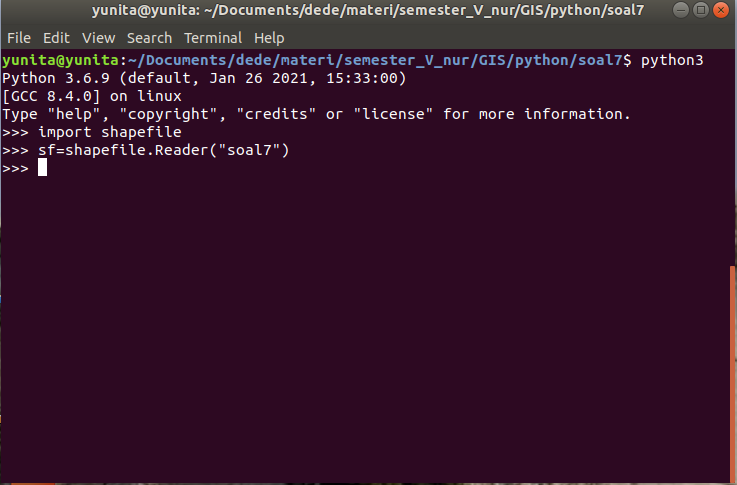 yunita@yunita: ~/Documents/dede/materi/semester_V_nur/GIS/python/soal7
File Edit View Search Terminal Help
yunita@yunita:~/Documents/dede/materi/semester_V_nur/GIS/python/soal7$ python3
Python 3.6.9 (default, Jan 26 2021, 15:33:00)
[GCC 8.4.0] on linux
Type "help", "copyright", "credits" or "license" for more information.
>>> import shapefile
>>> sf=shapefile.Reader("soal7")
>>>